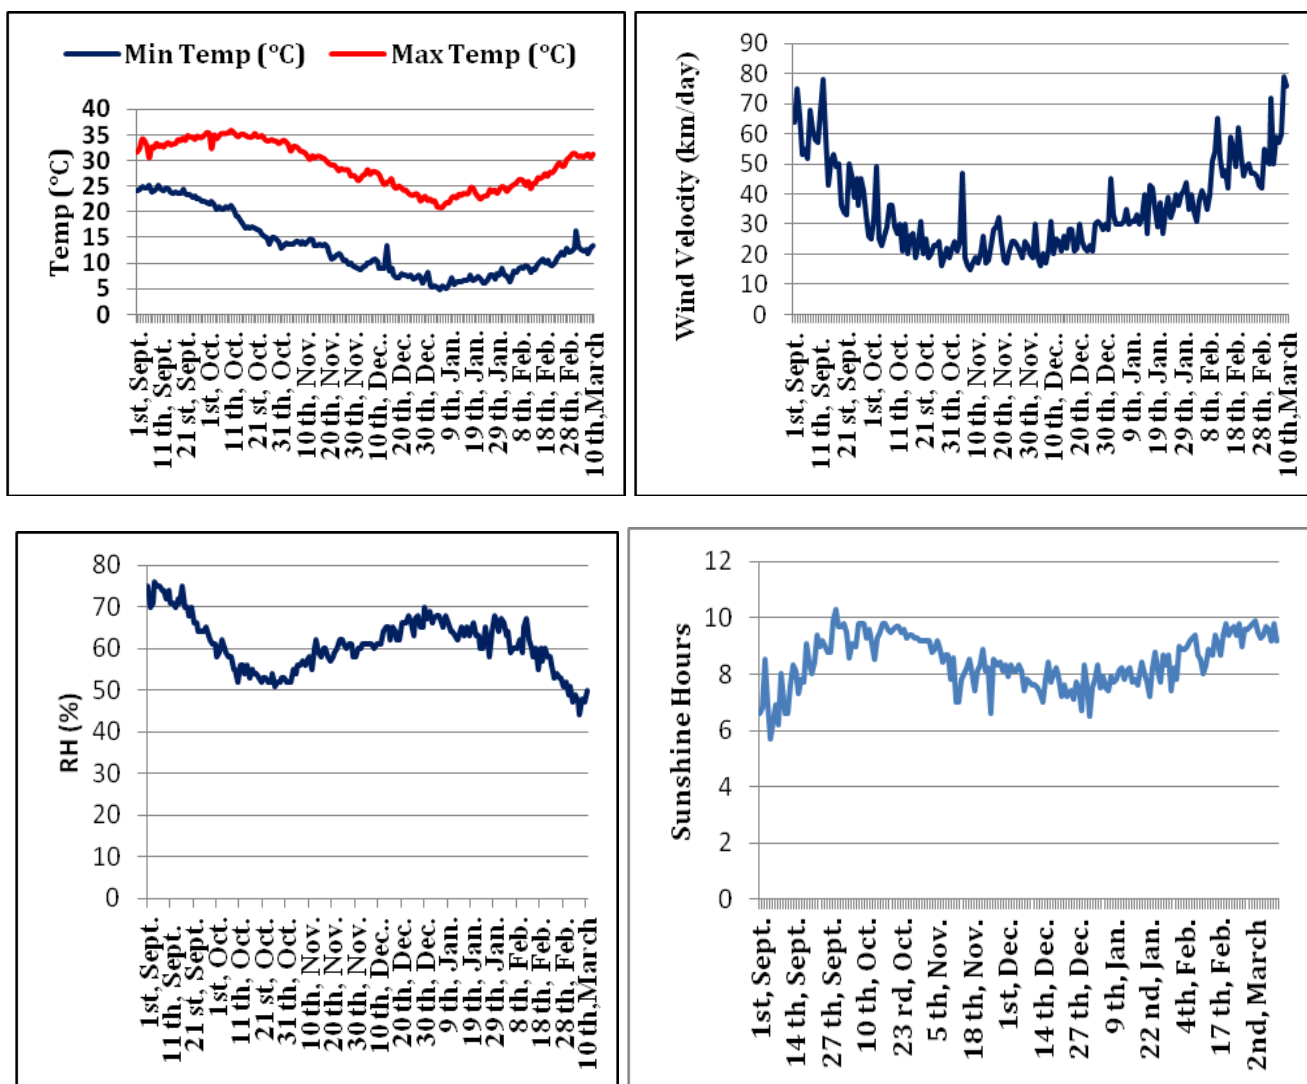 Min Temp (°C) Max Temp (°C)
Temp (°C)
40
35
30
25
20
15
10
5
0
1st, Sept.
11 th, Sept.
21 st, Sept.
1st, Oct.
11th, Oct.
21 st, Oct.
31 th, Oct.
10 th, Nov.
20 th, Nov.
30 th, Nov.
10 th, Dec..
20 th, Dec.
30 th, Dec.
9 th, Jan.
19 th, Jan.
29 th, Jan.
8 th, Feb.
18 th, Feb.
28 th, Feb.
10 th,March
Wind Velocity (km/day)
90
80
70
60
50
40
30
20
10
0
1st, Sept.
11 th, Sept.
21 st, Sept.
1st, Oct.
11th, Oct.
21 st, Oct.
31 th, Oct.
10 th, Nov.
20 th, Nov.
30 th, Nov.
10 th, Dec..
20 th, Dec.
30 th, Dec.
9 th, Jan.
19 th, Jan.
29 th, Jan.
8 th, Feb.
18 th, Feb.
28 th, Feb.
10 th,March
RH (%)
80
70
60
50
40
30
20
10
0
1st, Sept.
11 th, Sept.
21 st, Sept.
1st, Oct.
11th, Oct.
21 st, Oct.
31 th, Oct.
10 th, Nov.
20 th, Nov.
30 th, Nov.
10 th, Dec..
20 th, Dec.
30 th, Dec.
9 th, Jan.
19 th, Jan.
29 th, Jan.
8 th, Feb.
18 th, Feb.
28 th, Feb.
10 th,March
Sunshine Hours
12
10
8
6
4
2
0
1st, Sept.
14 th, Sept.
27 th, Sept.
10 th, Oct.
23 rd, Oct.
5 th, Nov.
18 th, Nov.
1st, Dec.
14 th, Dec.
27 th, Dec.
9 th, Jan.
22 nd, Jan.
4th, Feb.
17 th, Feb.
2nd, March